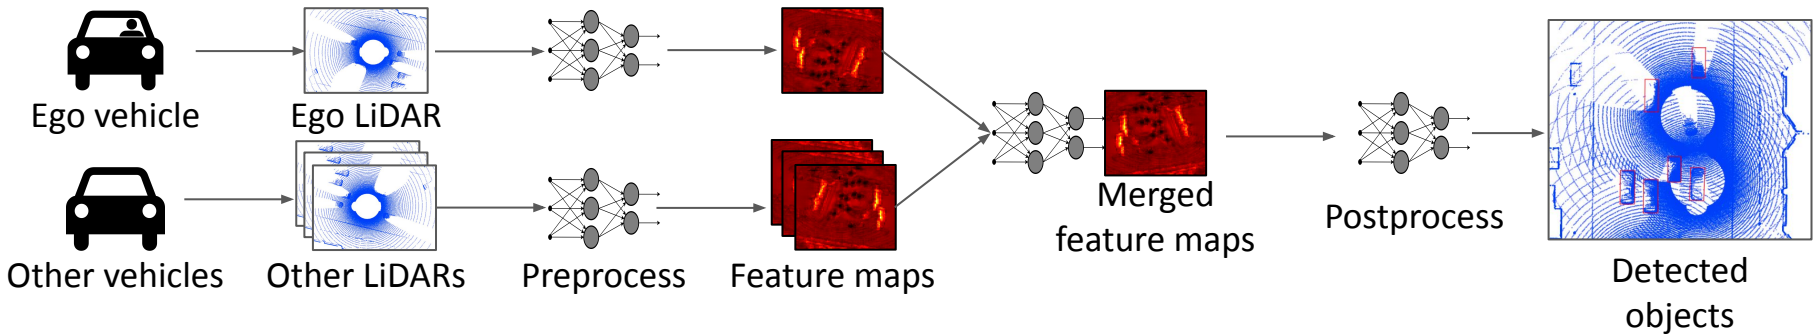 Ego vehicle
Ego LiDAR
Other vehicles
Other LiDARs
Preprocess
Feature maps
Merged
feature maps
Postprocess
Detected
objects